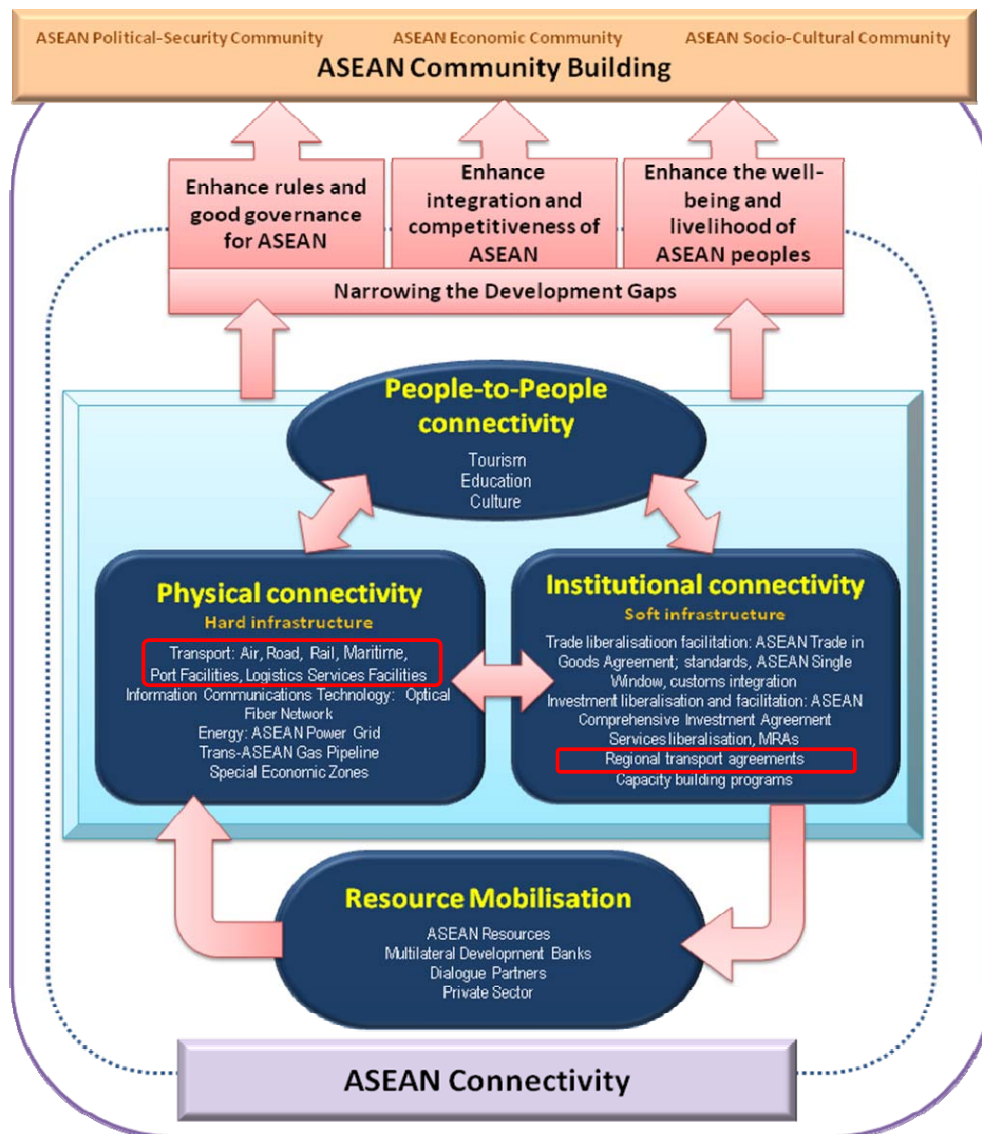 ASEAN Political-Security Community
ASEAN Economic Community
ASEAN Socio-Cultural Community
ASEAN Community Building
Enhance rules and
good governance
for ASEAN
Enhance
integration and
competitiveness of
ASEAN
Enhance the well-
being and
livelihood of
ASEAN peoples
Narrowing the Development Gaps
People-to-People
connectivity
Tourism
Education
Culture
Physical connectivity
Hard infrastructure
Transport: Air, Road, Rail, Maritime,
Port Facilities, Logistics Services Facilities
Information Communications Technology: Optical
Fiber Network
Energy: ASEAN Power Grid
Trans-ASEAN Gas Pipeline
Special Economic Zones
Institutional connectivity
Soft infrastructure
Trade liberalisatioon facilitation: ASEAN Trade in
Goods Agreement; standards, ASEAN Single
Window, customs integration
Investment liberalisation and facilitation: ASEAN
Comprehensive Investment Agreement
Services liberalisation, MRAs
Regional transport agreements
Capacity building programs
Resource Mobilisation
ASEAN Resources
Multilateral Development Banks
Dialogue Partners
Private Sector
ASEAN Connectivity